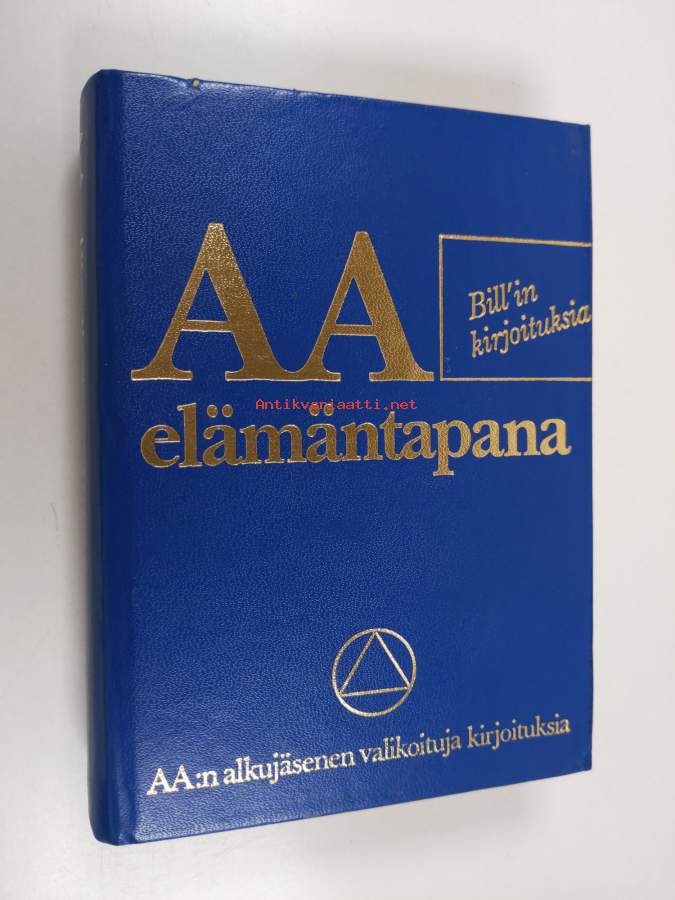 AA
Bill'in
kirjoituksia
Antikvariaatti.net
elämäntapana
AA:n alkujäsenen valikoituja kirjoituksia